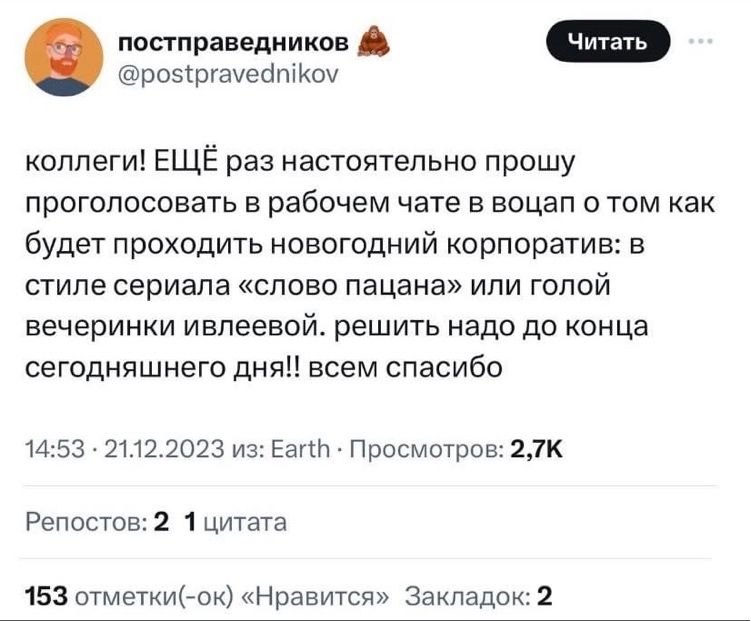 постправедников 🦧
@postpravednikov
Читать
коллеги! ЕЩЁ раз настоятельно прошу
проголосовать в рабочем чате в воцап о том как
будет проходить новогодний корпоратив: в
стиле сериала «слово пацана» или голой
вечеринки ивлеевой. решить надо до конца
сегодняшнего дня!! всем спасибо
14:53 · 21.12.2023 из: Earth · Просмотров: 2,7K
Репостов: 2 1 цитата
153 отметки(-ок) «Нравится» Закладок: 2